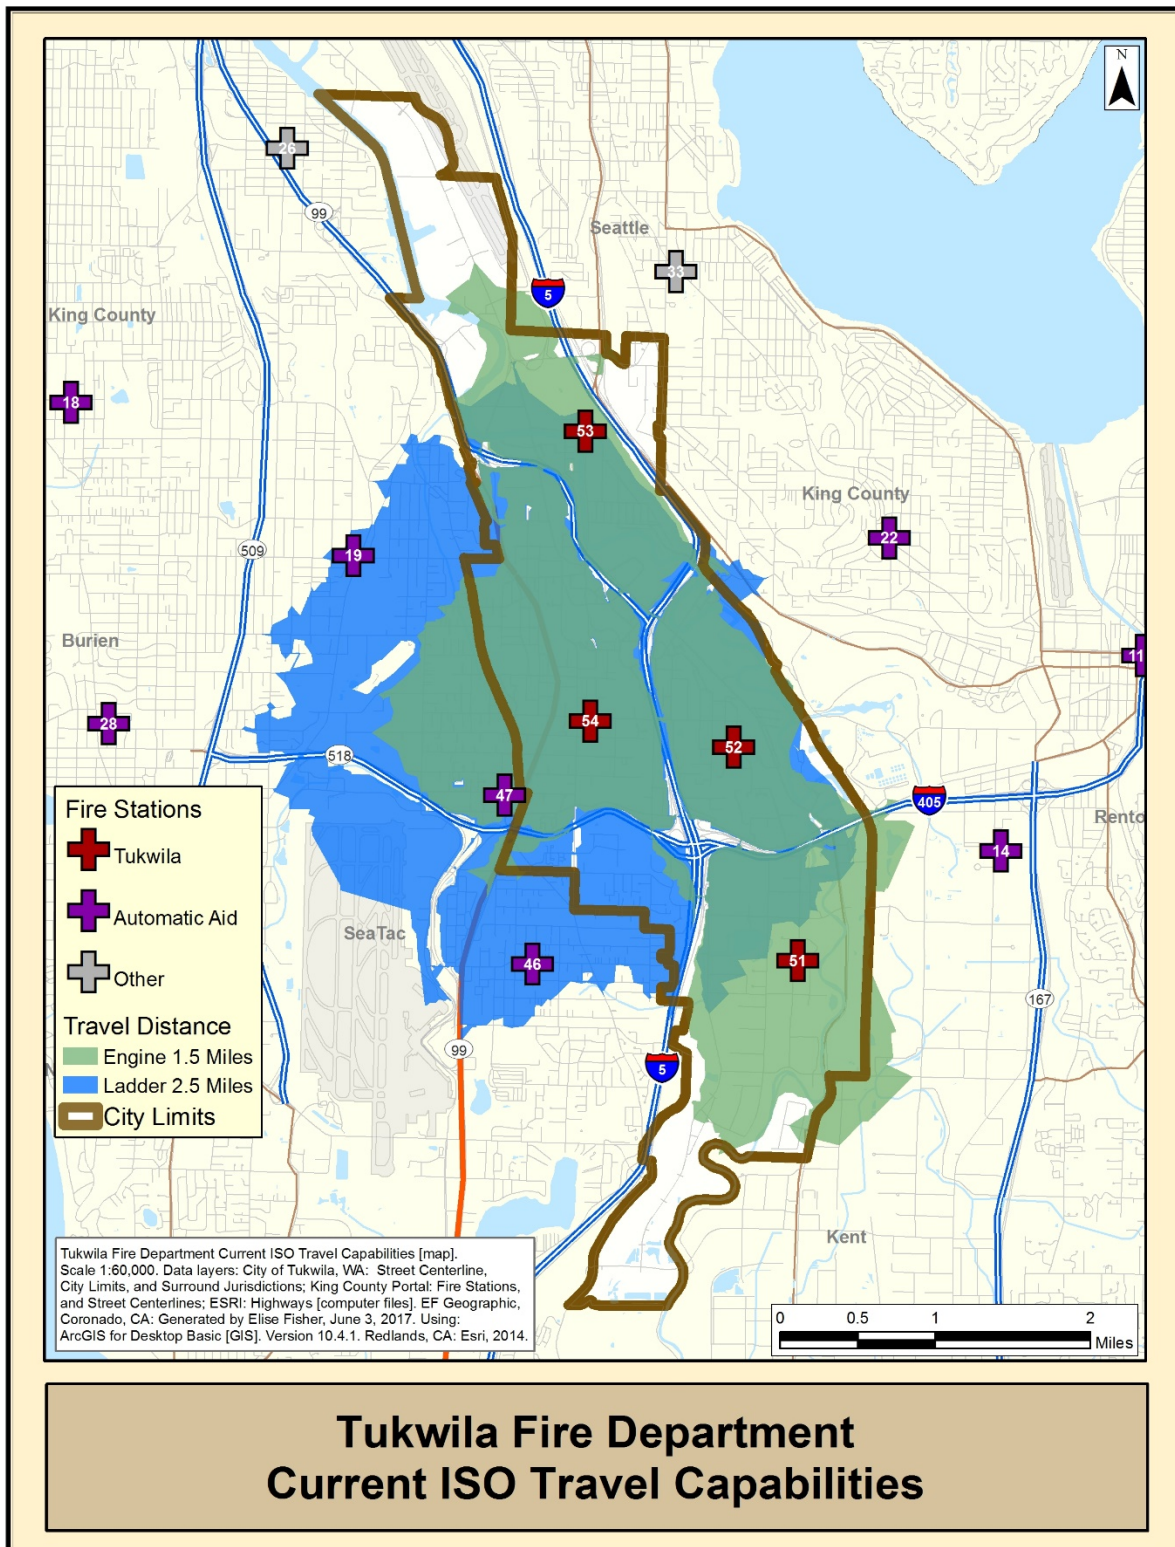 N
26
99
Seattle
33
5
King County
18
53
King County
22
19
509
Burien
11
28
54
52
518
47
405
Fire Stations
Tukwila
Automatic Aid
Other
Travel Distance
Engine 1.5 Miles
Ladder 2.5 Miles
City Limits
Rento
14
SeaTac
46
51
167
99
5
Kent
Tukwila Fire Department Current ISO Travel Capabilities [map].
Scale 1:60,000. Data layers: City of Tukwila, WA: Street Centerline,
City Limits, and Surround Jurisdictions; King County Portal: Fire Stations,
and Street Centerlines; ESRI: Highways [computer files]. EF Geographic,
Coronado, CA: Generated by Elise Fisher, June 3, 2017. Using:
ArcGIS for Desktop Basic [GIS]. Version 10.4.1. Redlands, CA: Esri, 2014.
0 0.5 1 2
Miles
Tukwila Fire Department
Current ISO Travel Capabilities